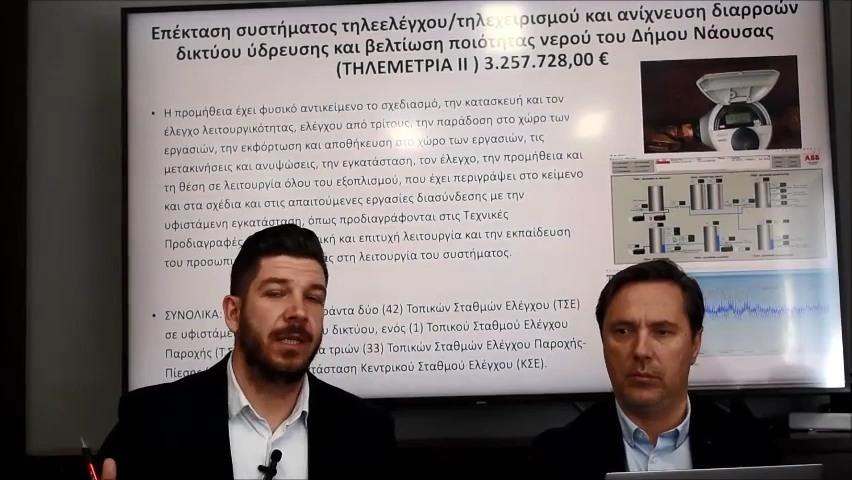 Επέκταση συστήματος τηλεελέγχου/τηλεχειρισμού και ανίχνευση διαρροών
δικτύου ύδρευσης και βελτίωση ποιότητας νερού του Δήμου Νάουσας
(ΤΗΛΕΜΕΤΡΙΑ ΙΙ ) 3.257.728,00 €
• Η προμήθεια έχει φυσικό αντικείμενο το σχεδιασμό, την κατασκευή και τον
έλεγχο λειτουργικότητας, ελέγχου από τρίτους, την παράδοση στο χώρο των
εργασιών, την εκφόρτωση και αποθήκευση στο χώρο των εργασιών, τις
μετακινήσεις και ανυψώσεις, την εγκατάσταση, τον έλεγχο, την προμήθεια και
τη θέση σε λειτουργία όλου του εξοπλισμού, που έχει περιγράψει στο κείμενο
και στα σχέδια και στις απαιτούμενες εργασίες διασύνδεσης με την
υφιστάμενη εγκατάσταση, όπως προδιαγράφονται στις Τεχνικές
Προδιαγραφές και επιτυχή λειτουργία και την εκπαίδευση
του στη λειτουργία του συστήματος.
• ΣΥΝΟΛΙΚΑ: δύο (42) Τοπικών Σταθμών Ελέγχου (ΤΣΕ)
σε υφιστάμε δικτύου, ενός (1) Τοπικού Σταθμού Ελέγχου
Παροχής τριών (33) Τοπικών Σταθμών Ελέγχου Παροχής-
Πίεσης Κεντρικού Σταθμού Ελέγχου (ΚΣΕ).
ABB